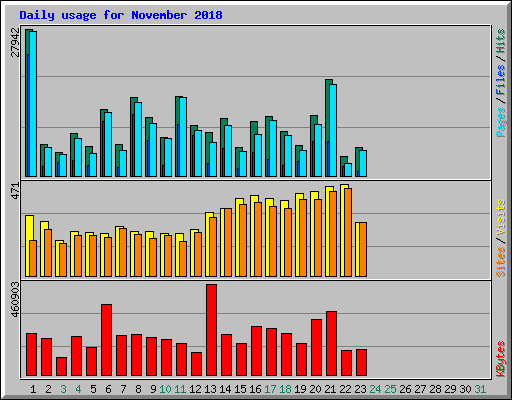 Daily usage for November 2018
27942
Pages / Files / Hits
471
Sites / Visits
460903
KBytes
1 2 3 4 5 6 7 8 9 10 11 12 13 14 15 16 17 18 19 20 21 22 23 24 25 26 27 28 29 30 31